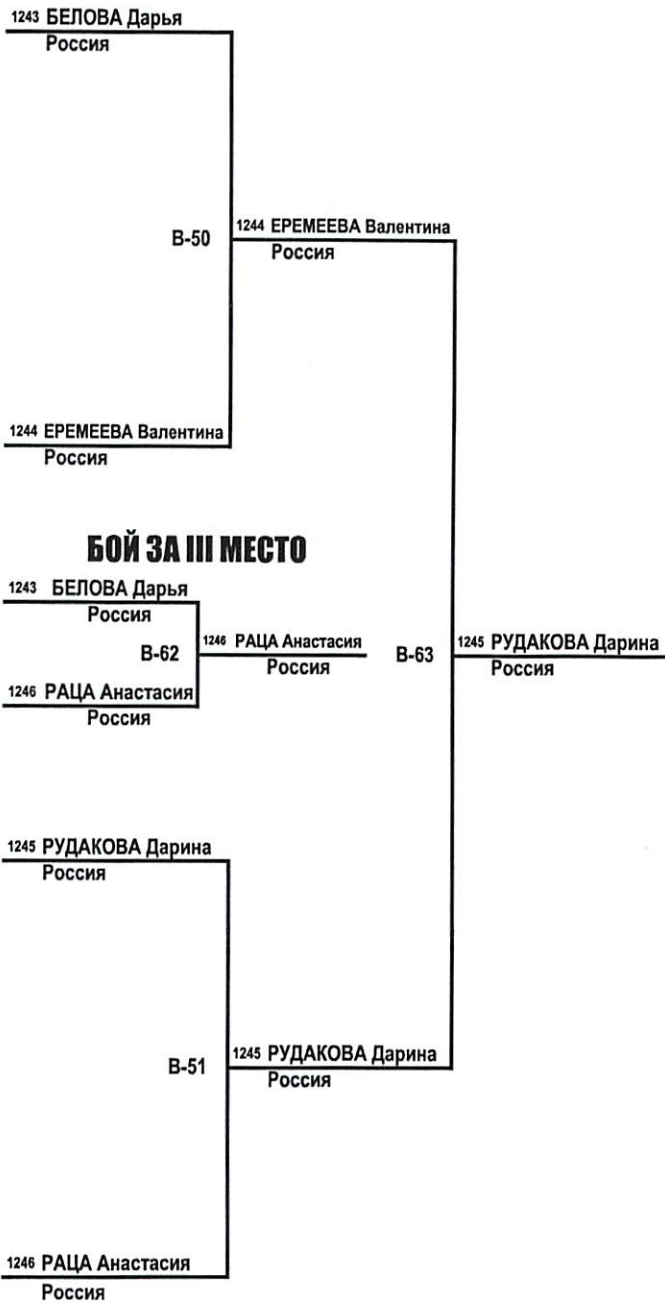 1243 БЕЛОВА Дарья
Россия
B-50
1244 ЕРЕМЕЕВА Валентина
Россия
1244 ЕРЕМЕЕВА Валентина
Россия
БОЙ ЗА III МЕСТО
1243 БЕЛОВА Дарья
Россия
B-62
1246 РАЦА Анастасия
Россия
1246 РАЦА Анастасия
Россия
B-63
1245 РУДАКОВА Дарина
Россия
1245 РУДАКОВА Дарина
Россия
B-51
1245 РУДАКОВА Дарина
Россия
1246 РАЦА Анастасия
Россия